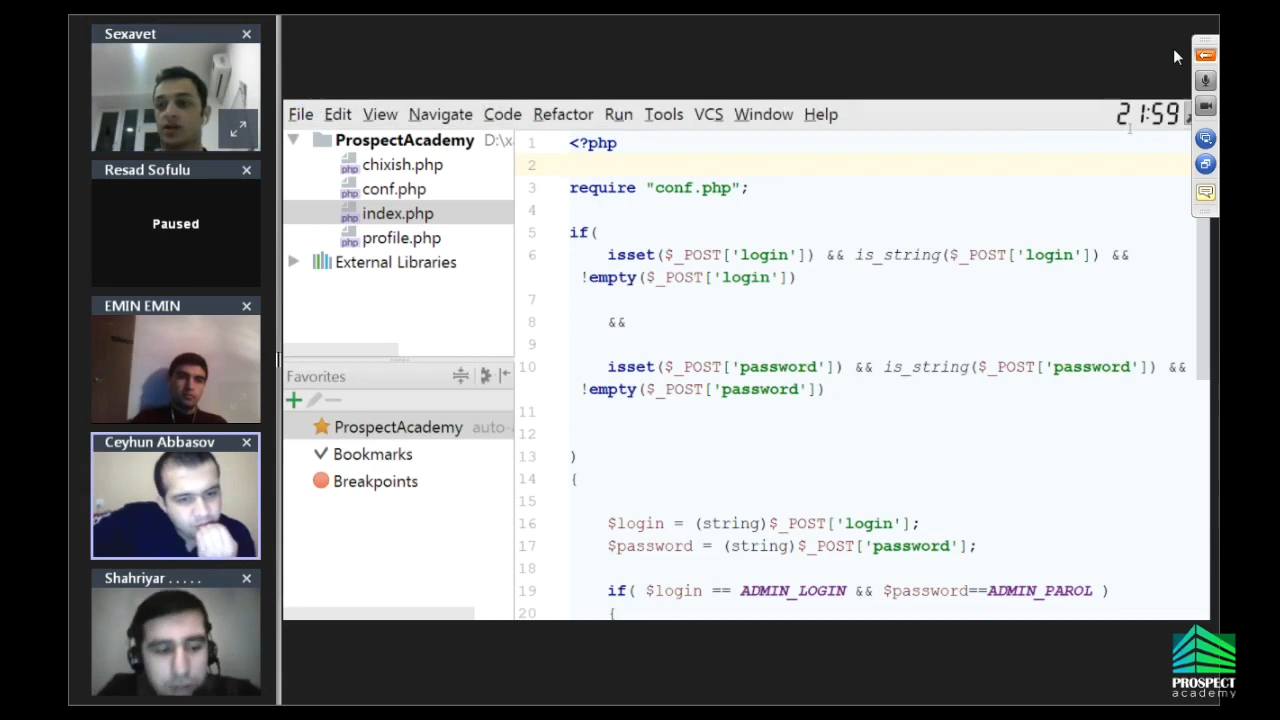 Sexavet
Resad Sofulu
Paused
EMIN EMIN
Ceyhun Abbasov
Shahriyar . . . . .
File Edit View Navigate Code Refactor Run Tools VCS Window Help
21:59
ProspectAcademy D:\x
php chixish.php
php conf.php
php index.php
php profile.php
External Libraries
Favorites
ProspectAcademy auto-
Bookmarks
Breakpoints
1 <?php
2
3 require "conf.php";
4
5 if(
6 isset($_POST['login']) && is_string($_POST['login']) &&
!empty($_POST['login'])
7
8 &&
9
10 isset($_POST['password']) && is_string($_POST['password']) &&
!empty($_POST['password'])
11
12
13 )
14 {
15
16 $login = (string)$_POST['login'];
17 $password = (string)$_POST['password'];
18
19 if( $login == ADMIN_LOGIN && $password==ADMIN_PAROL )
20 {
PROSPECT
academy